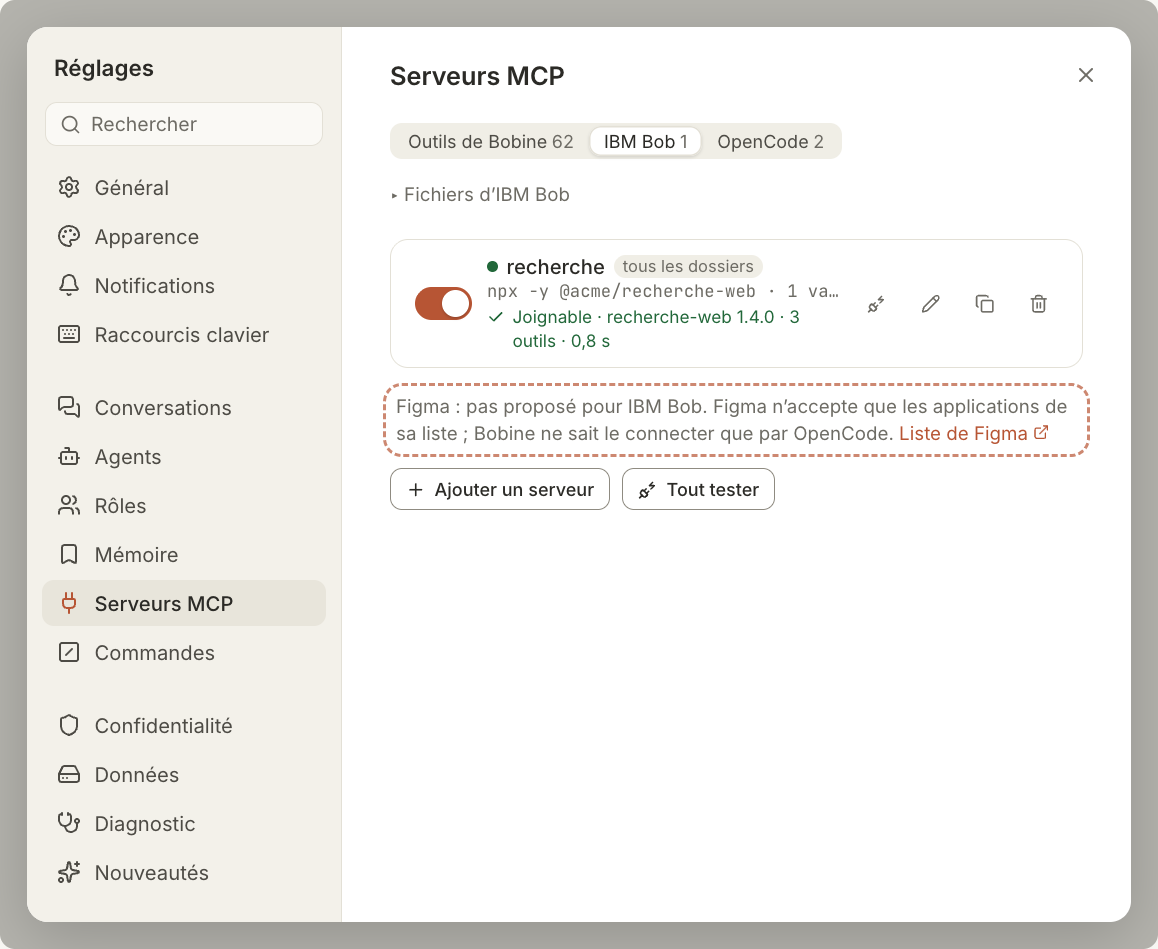 Réglages
Rechercher
Général
Apparence
Notifications
Raccourcis clavier
Conversations
Agents
Rôles
Mémoire
Serveurs MCP
Commandes
Confidentialité
Données
Diagnostic
Nouveautés
Serveurs MCP
Outils de Bobine 62 IBM Bob 1 OpenCode 2
Fichiers d’IBM Bob
recherche tous les dossiers
npx -y @acme/recherche-web · 1 va…
Joignable · recherche-web 1.4.0 · 3
outils · 0,8 s
Figma : pas proposé pour IBM Bob. Figma n’accepte que les applications de
sa liste ; Bobine ne sait le connecter que par OpenCode. Liste de Figma
Ajouter un serveur Tout tester